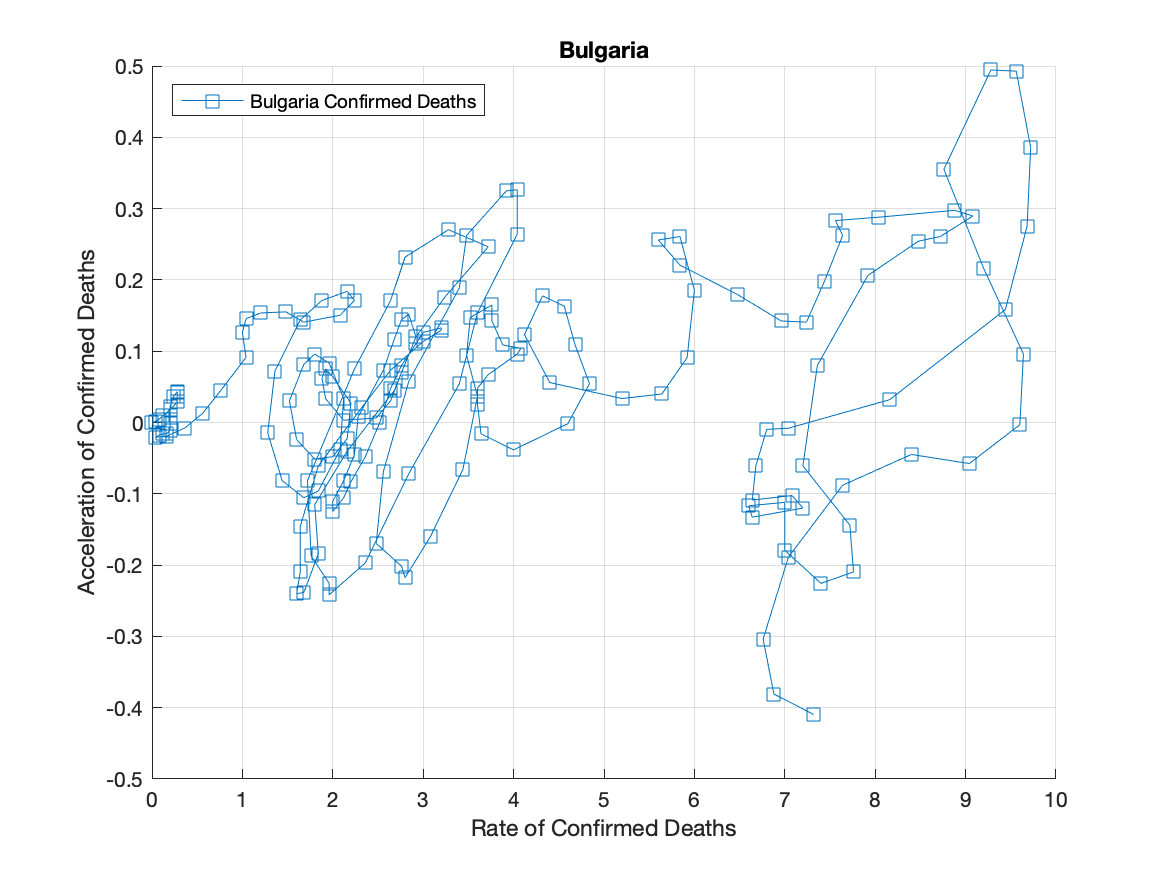 Bulgaria
Bulgaria Confirmed Deaths
Acceleration of Confirmed Deaths
0.5
0.4
0.3
0.2
0.1
0
-0.1
-0.2
-0.3
-0.4
-0.5
0 1 2 3 4 5 6 7 8 9 10
Rate of Confirmed Deaths